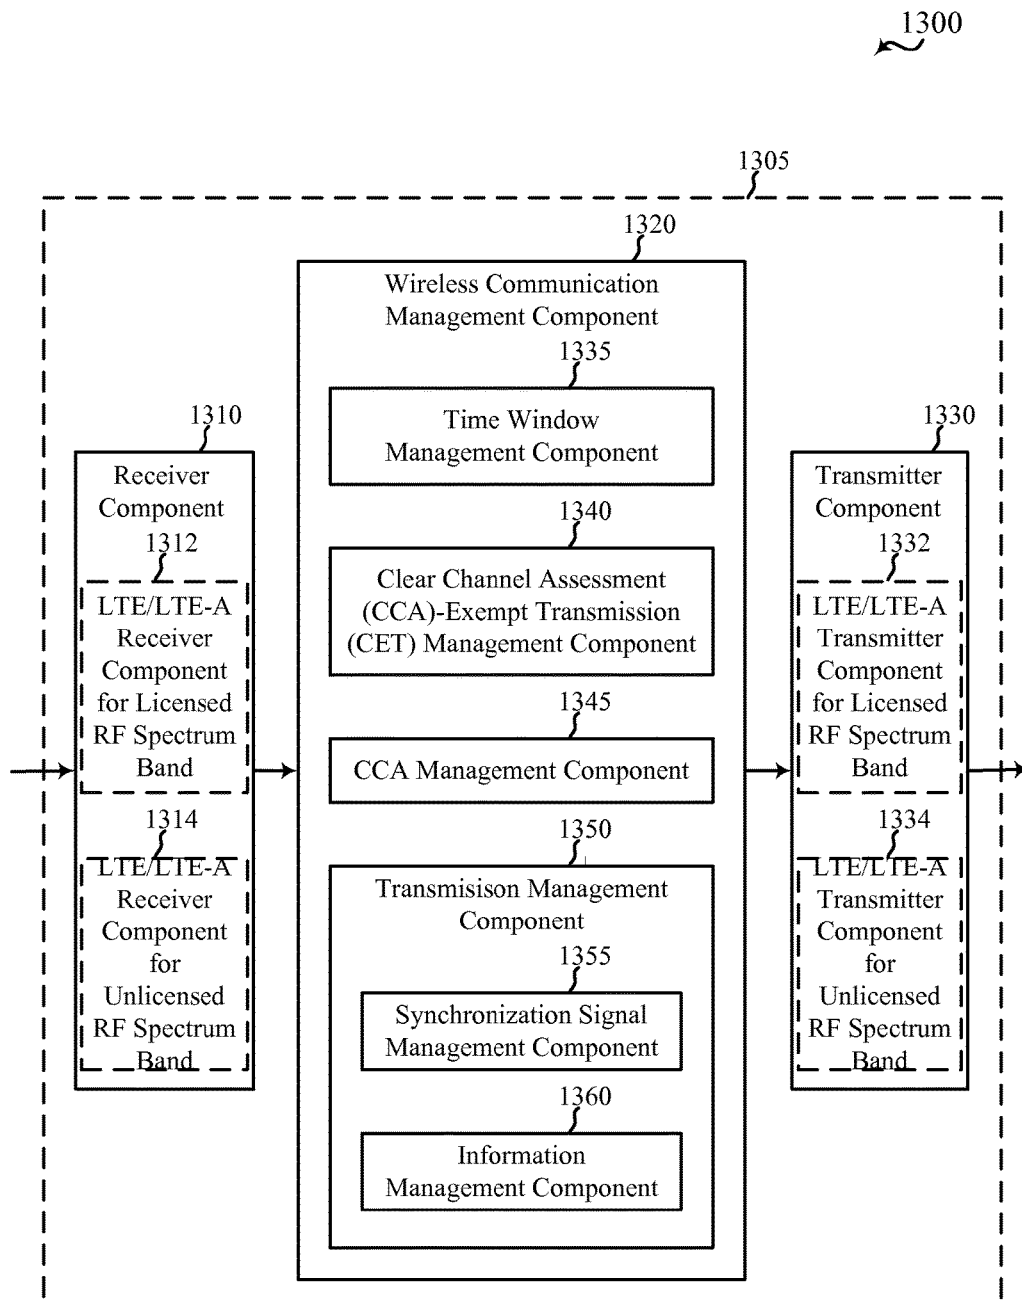 1300
1305
1320
Wireless Communication
Management Component
1335
Time Window
Management Component
1310
Receiver
Component
1312
LTE/LTE-A
Receiver
Component
for Licensed
RF Spectrum
Band
1314
LTE/LTE-A
Receiver
Component
for
Unlicensed
RF Spectrum
Band
1340
Clear Channel Assessment
(CCA)-Exempt Transmission
(CET) Management Component
1345
CCA Management Component
1350
Transmisison Management
Component
1355
Synchronization Signal
Management Component
1360
Information
Management Component
1330
Transmitter
Component
1332
LTE/LTE-A
Transmitter
Component
for Licensed
RF Spectrum
Band
1334
LTE/LTE-A
Transmitter
Component
for
Unlicensed
RF Spectrum
Band